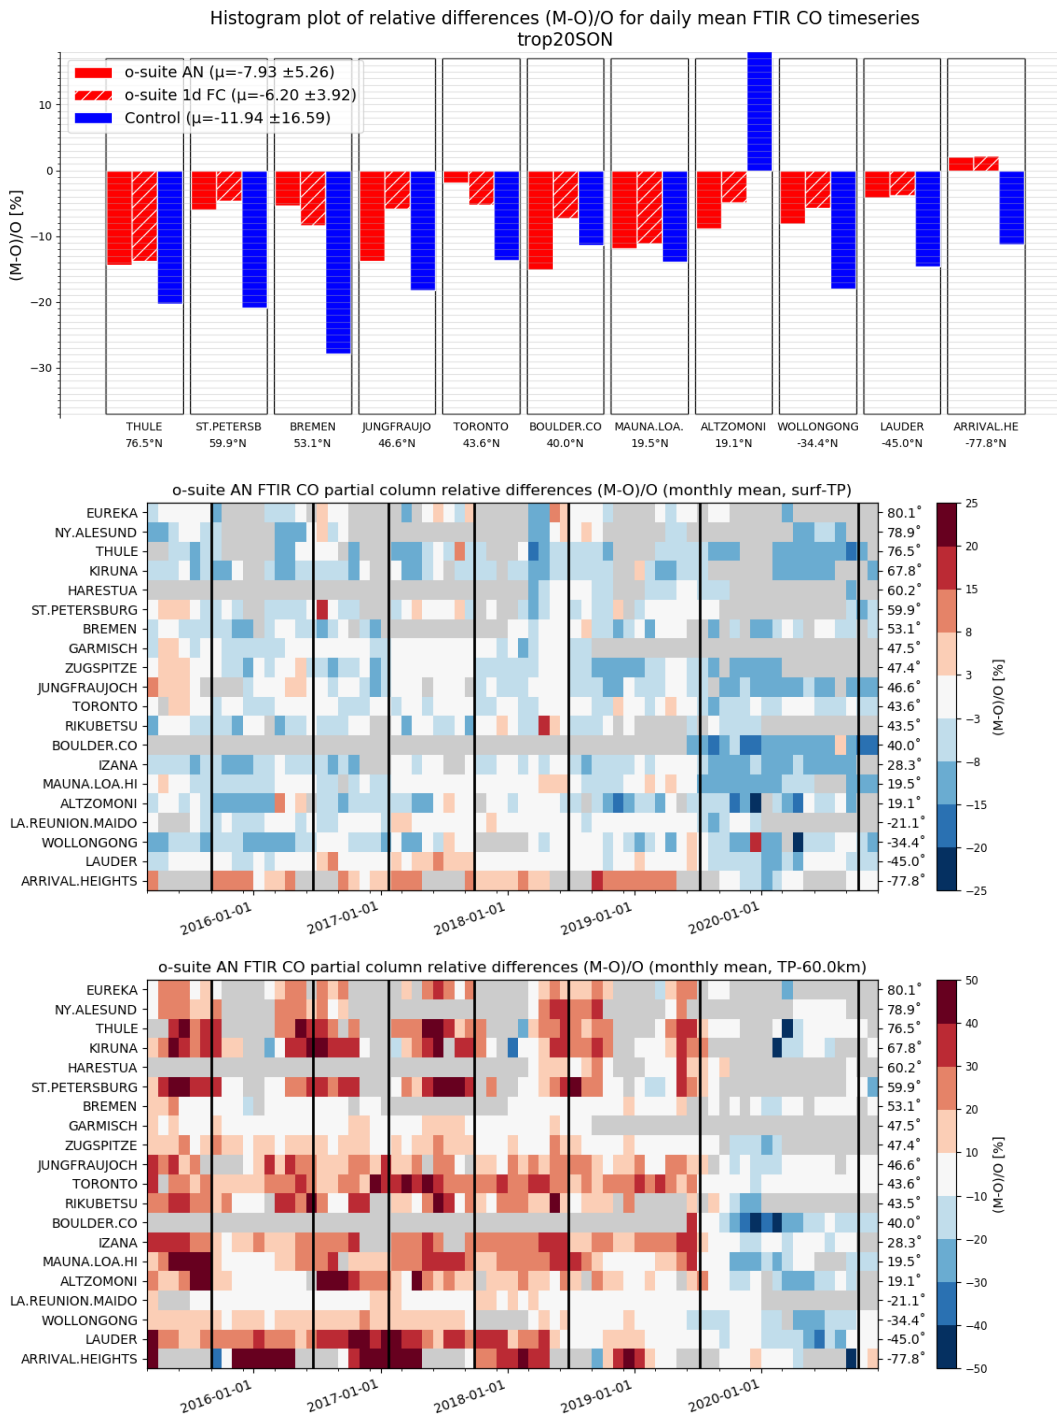 Histogram plot of relative differences (M-O)/O for daily mean FTIR CO timeseries
trop20SON
o-suite AN (μ=-7.93 ±5.26)
o-suite 1d FC (μ=-6.20 ±3.92)
Control (μ=-11.94 ±16.59)
(M-O)/O [%]
10
0
−10
−20
−30
THULE ST.PETERSB BREMEN JUNGFRAUJO TORONTO BOULDER.CO MAUNA.LOA. ALTZOMONI WOLLONGONG LAUDER ARRIVAL.HE
76.5°N 59.9°N 53.1°N 46.6°N 43.6°N 40.0°N 19.5°N 19.1°N -34.4°N -45.0°N -77.8°N
o-suite AN FTIR CO partial column relative differences (M-O)/O (monthly mean, surf-TP)
EUREKA 80.1˚
NY.ALESUND 78.9˚
THULE 76.5˚
KIRUNA 67.8˚
HARESTUA 60.2˚
ST.PETERSBURG 59.9˚
BREMEN 53.1˚
GARMISCH 47.5˚
ZUGSPITZE 47.4˚
JUNGFRAUJOCH 46.6˚
TORONTO 43.6˚
RIKUBETSU 43.5˚
BOULDER.CO 40.0˚
IZANA 28.3˚
MAUNA.LOA.HI 19.5˚
ALTZOMONI 19.1˚
LA.REUNION.MAIDO -21.1˚
WOLLONGONG -34.4˚
LAUDER -45.0˚
ARRIVAL.HEIGHTS -77.8˚
2016-01-01 2017-01-01 2018-01-01 2019-01-01 2020-01-01
25
20
15
8
3
−3
−8
−15
−20
−25
(M-O)/O [%]
o-suite AN FTIR CO partial column relative differences (M-O)/O (monthly mean, TP-60.0km)
EUREKA 80.1˚
NY.ALESUND 78.9˚
THULE 76.5˚
KIRUNA 67.8˚
HARESTUA 60.2˚
ST.PETERSBURG 59.9˚
BREMEN 53.1˚
GARMISCH 47.5˚
ZUGSPITZE 47.4˚
JUNGFRAUJOCH 46.6˚
TORONTO 43.6˚
RIKUBETSU 43.5˚
BOULDER.CO 40.0˚
IZANA 28.3˚
MAUNA.LOA.HI 19.5˚
ALTZOMONI 19.1˚
LA.REUNION.MAIDO -21.1˚
WOLLONGONG -34.4˚
LAUDER -45.0˚
ARRIVAL.HEIGHTS -77.8˚
2016-01-01 2017-01-01 2018-01-01 2019-01-01 2020-01-01
50
40
30
20
10
−10
−20
−30
−40
−50
(M-O)/O [%]